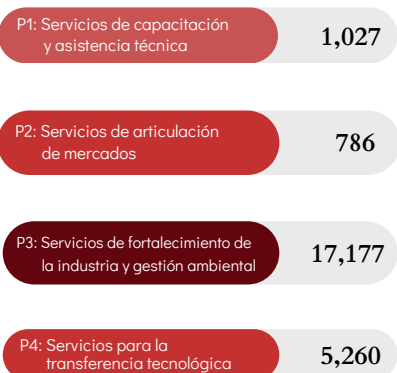 P1: Servicios de capacitación
y asistencia técnica
1,027
P2: Servicios de articulación
de mercados
786
P3: Servicios de fortalecimiento de
la industria y gestión ambiental
17,177
P4: Servicios para la
transferencia tecnológica
5,260